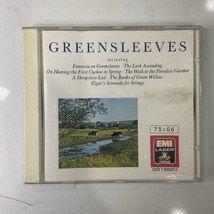 GREENSLEEVES
including
Fantasia on Greensleeves · The Lark Ascending
On Hearing the First Cuckoo in Spring · The Walk to the Paradise Garden
A Shropshire Lad · The Banks of Green Willow
Elgar's Serenade for Strings
73:06
EMI
LASER